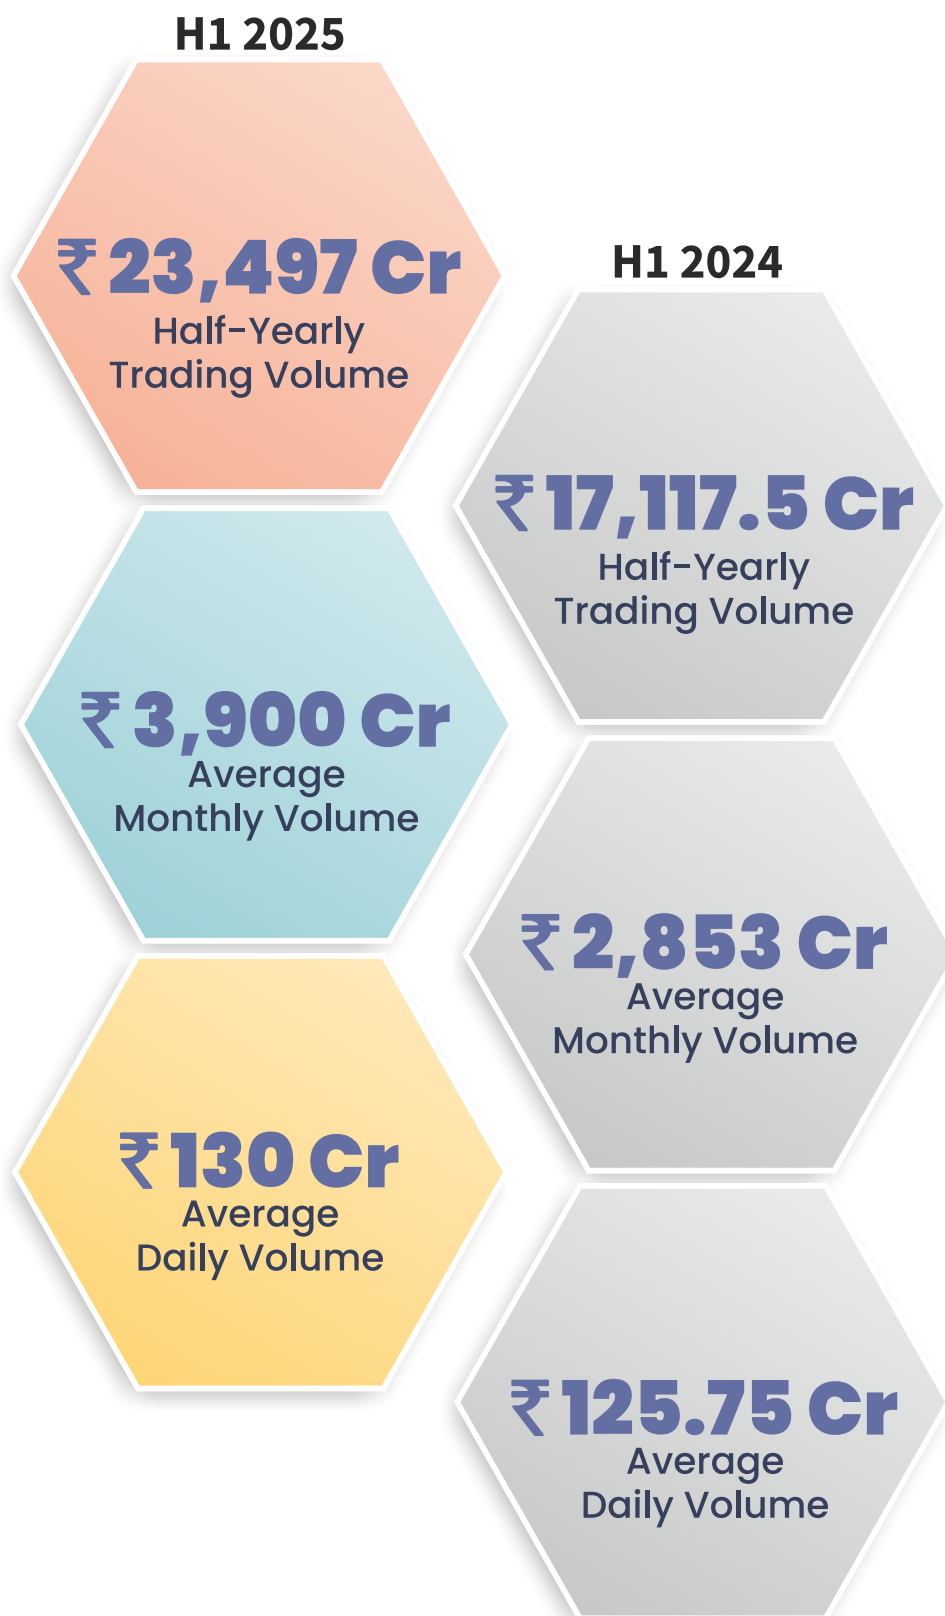 H1 2025
₹ 23,497 Cr
Half-Yearly
Trading Volume
₹ 3,900 Cr
Average
Monthly Volume
₹ 130 Cr
Average
Daily Volume
H1 2024
₹ 17,117.5 Cr
Half-Yearly
Trading Volume
₹ 2,853 Cr
Average
Monthly Volume
₹ 125.75 Cr
Average
Daily Volume